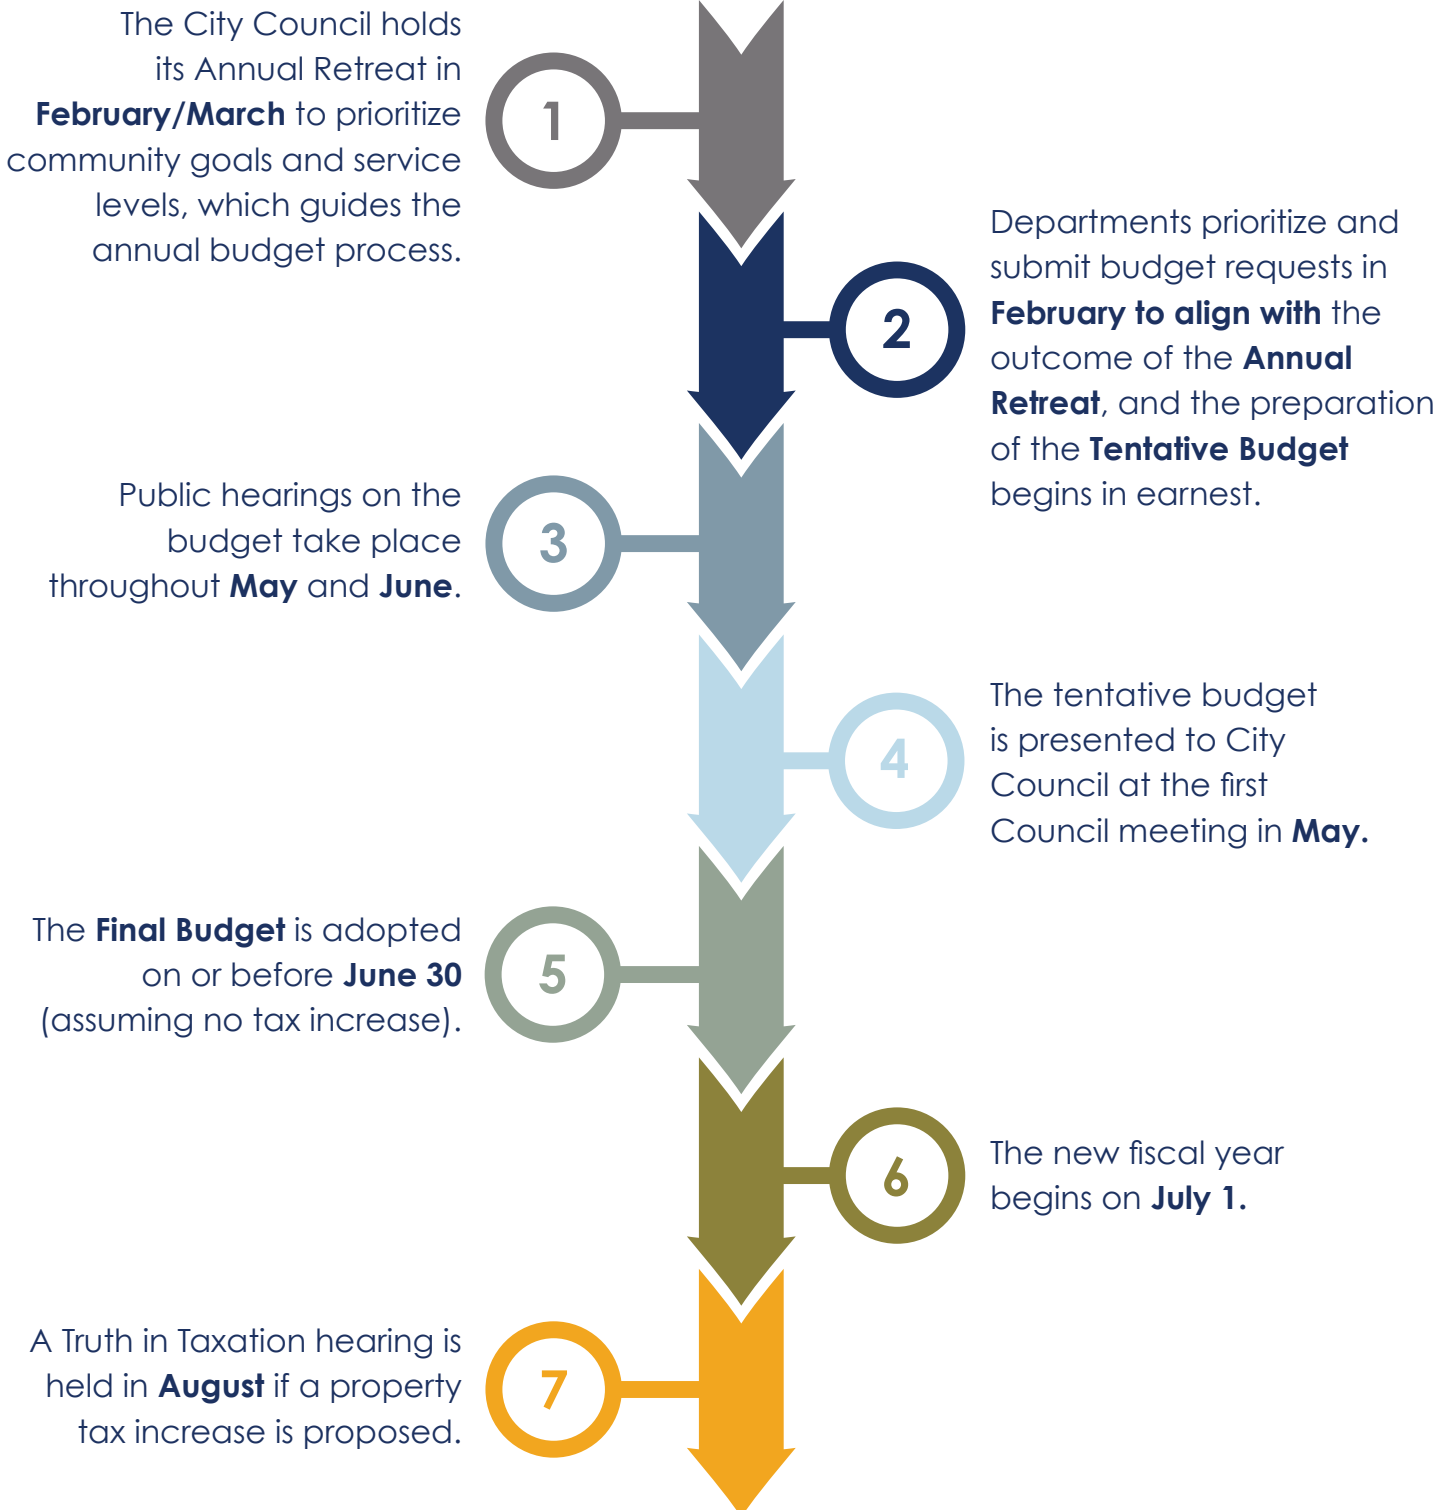 The City Council holds
its Annual Retreat in
February/March to prioritize
community goals and service
levels, which guides the
annual budget process.
1
2
Departments prioritize and
submit budget requests in
February to align with the
outcome of the Annual
Retreat, and the preparation
of the Tentative Budget
begins in earnest.
Public hearings on the
budget take place
throughout May and June.
3
4
The tentative budget
is presented to City
Council at the first
Council meeting in May.
The Final Budget is adopted
on or before June 30
(assuming no tax increase).
5
6
The new fiscal year
begins on July 1.
A Truth in Taxation hearing is
held in August if a property
tax increase is proposed.
7